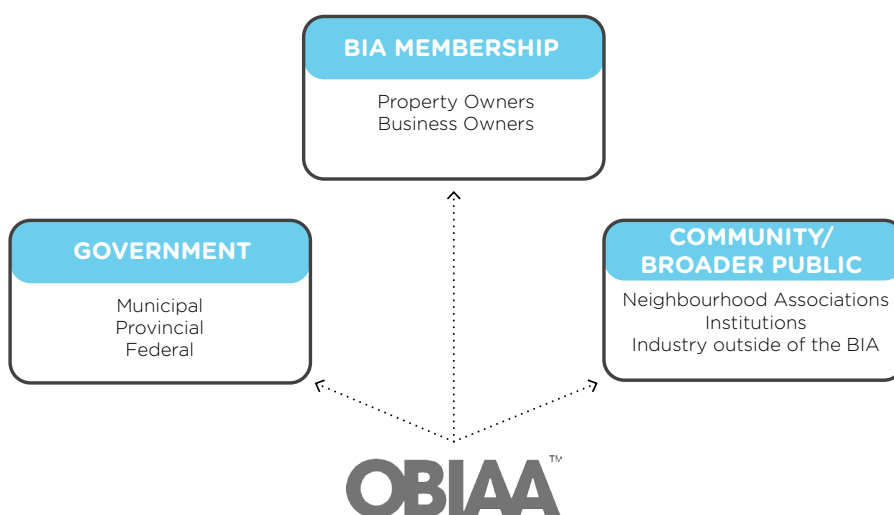 BIA MEMBERSHIP
Property Owners
Business Owners
GOVERNMENT
Municipal
Provincial
Federal
COMMUNITY/
BROADER PUBLIC
Neighbourhood Associations
Institutions
Industry outside of the BIA
OBIAA™